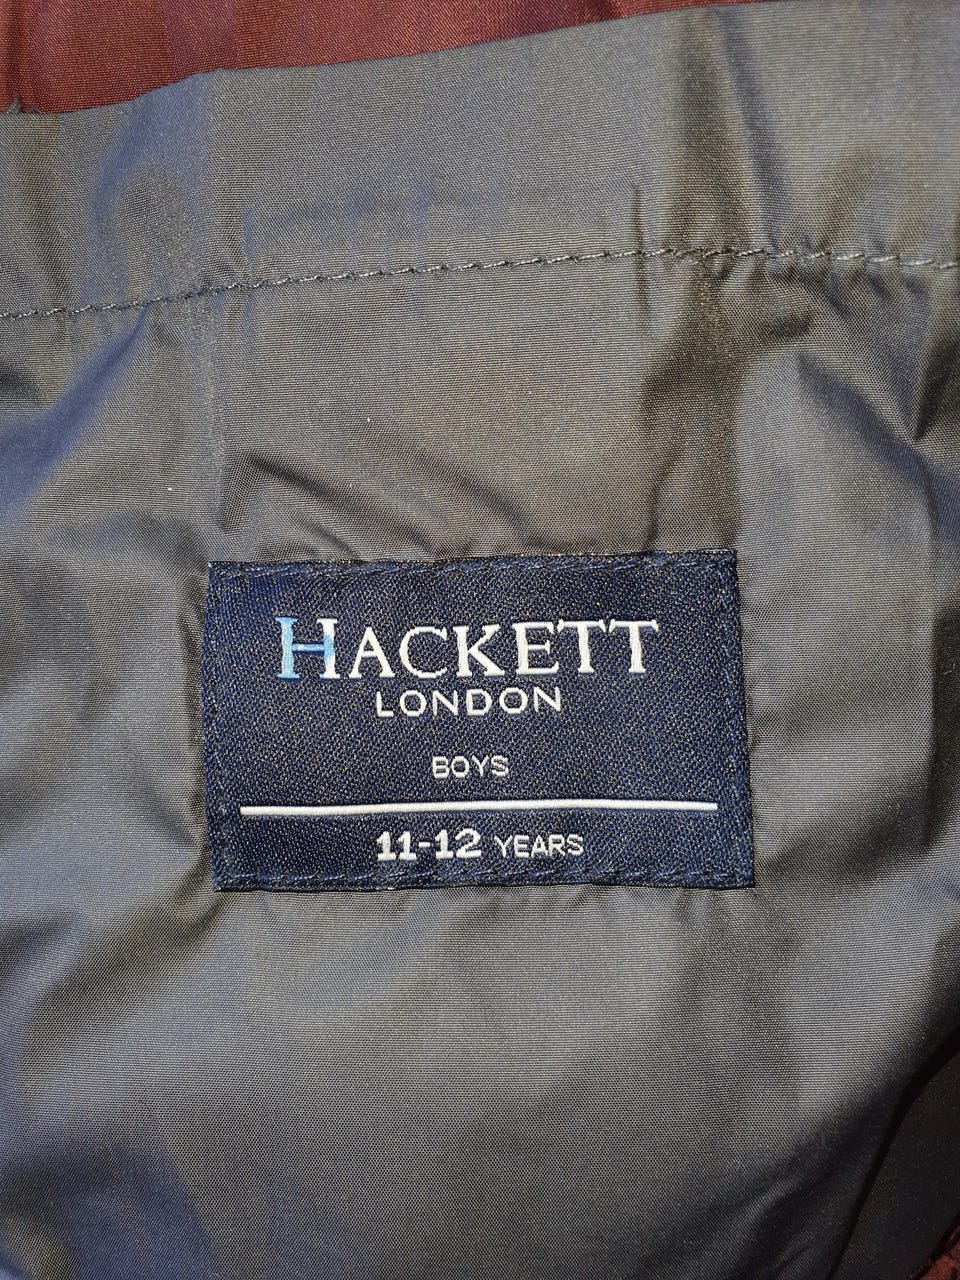 HACKETT
LONDON
BOYS
11-12 YEARS